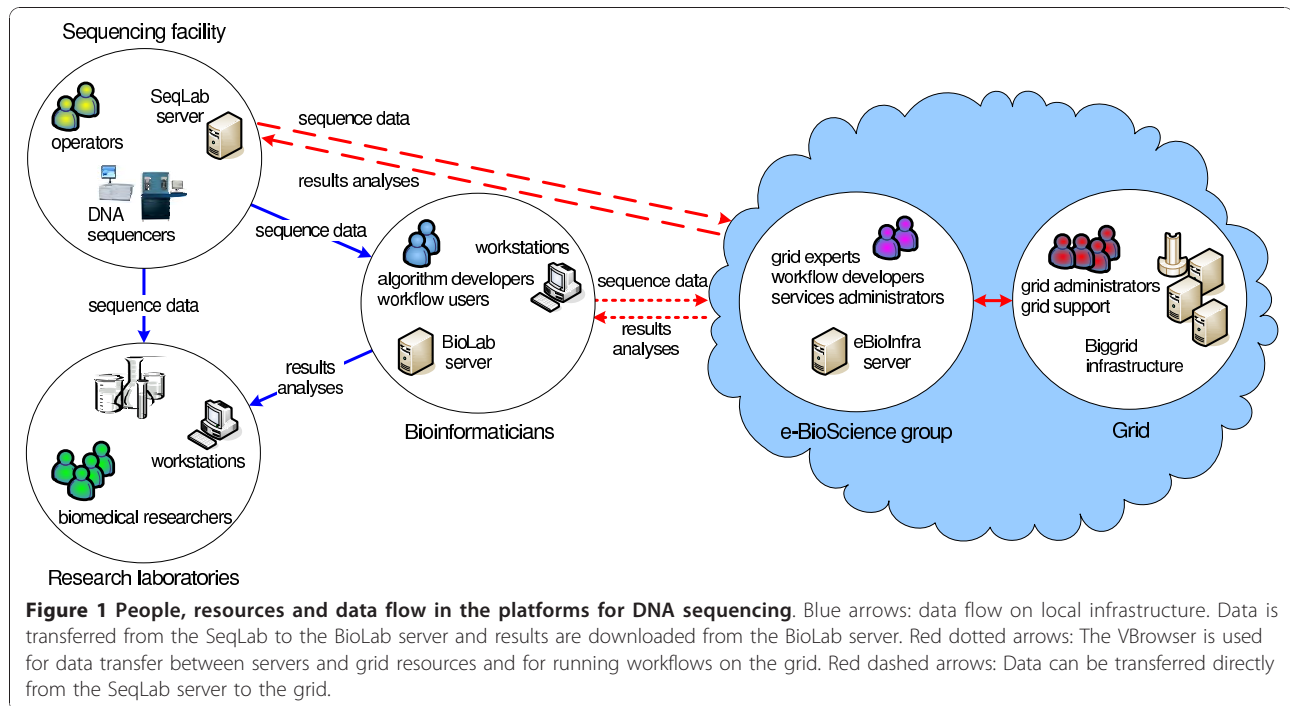 Sequencing facility
SeqLab
server
operators
DNA
sequencers
sequence data
results analyses
sequence data
sequence data
workstations
algorithm developers
workflow users
BioLab
server
Bioinformaticians
sequence data
results
analyses
results
analyses
workstations
biomedical researchers
Research laboratories
grid experts
workflow developers
services administrators
eBioInfra
server
e-BioScience group
grid administrators
grid support
Biggrid
infrastructure
Grid
Figure 1 People, resources and data flow in the platforms for DNA sequencing. Blue arrows: data flow on local infrastructure. Data is
transferred from the SeqLab to the BioLab server and results are downloaded from the BioLab server. Red dotted arrows: The VBrowser is used
for data transfer between servers and grid resources and for running workflows on the grid. Red dashed arrows: Data can be transferred directly
from the SeqLab server to the grid.